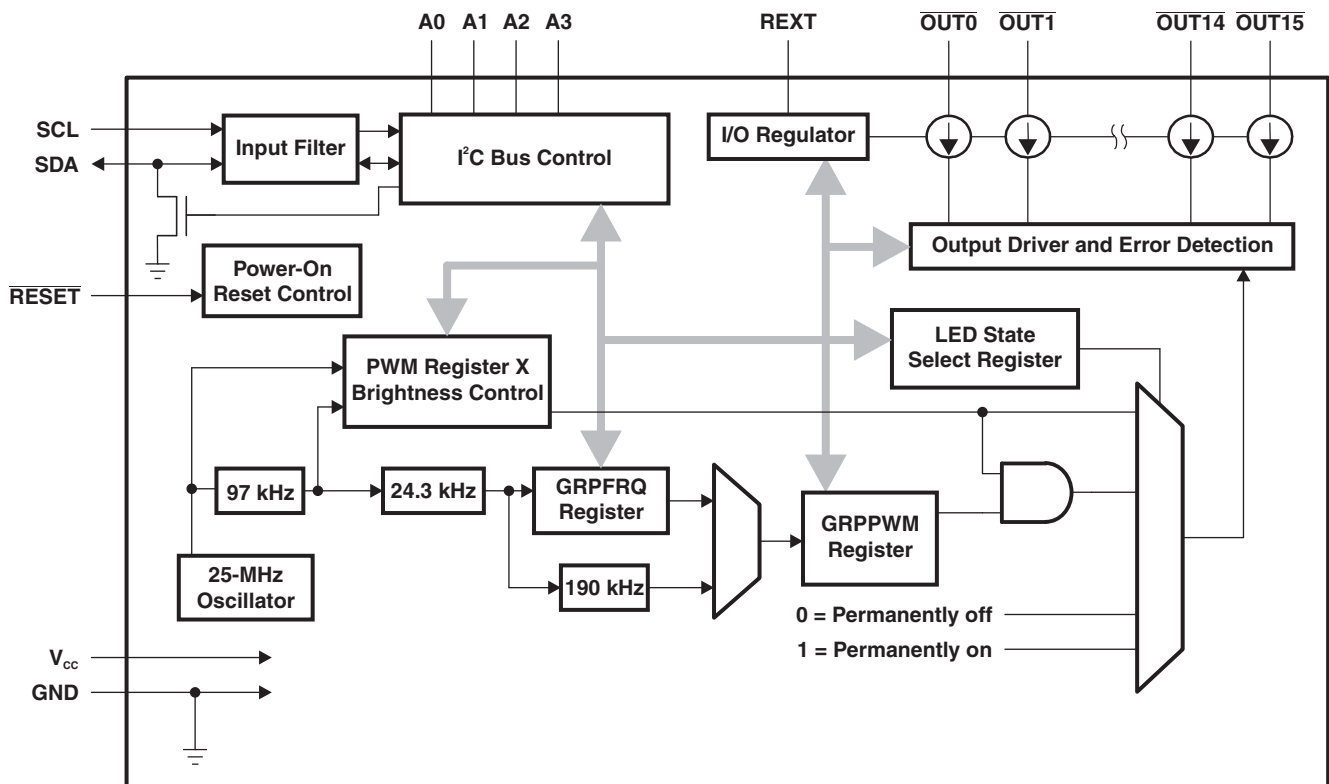 A0 A1 A2 A3 REXT OUT0 OUT1 OUT14 OUT15
SCL
SDA
Input Filter
I²C Bus Control
I/O Regulator
Output Driver and Error Detection
RESET
Power-On
Reset Control
PWM Register X
Brightness Control
LED State
Select Register
97 kHz
24.3 kHz
GRPFRQ
Register
190 kHz
GRPPWM
Register
25-MHz
Oscillator
0 = Permanently off
1 = Permanently on
VCC
GND